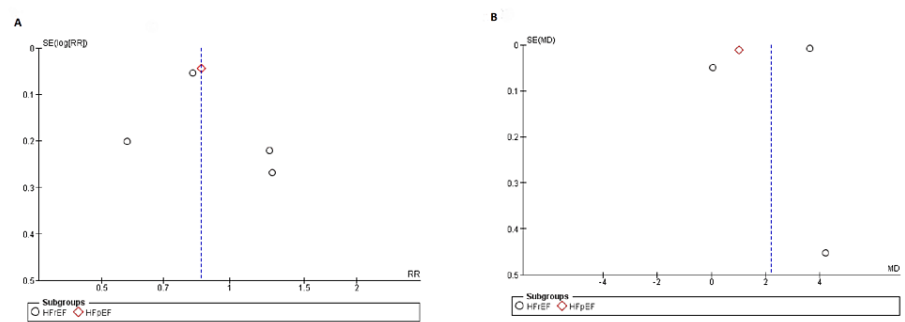 A
SE(log[RR])
0
0.1
0.2
0.3
0.4
0.5
0.5 0.7 1 1.5 2
RR
Subgroups
HFrEF HFpEF
B
SE(MD)
0
0.1
0.2
0.3
0.4
0.5
-4 -2 0 2 4
MD
Subgroups
HFrEF HFpEF